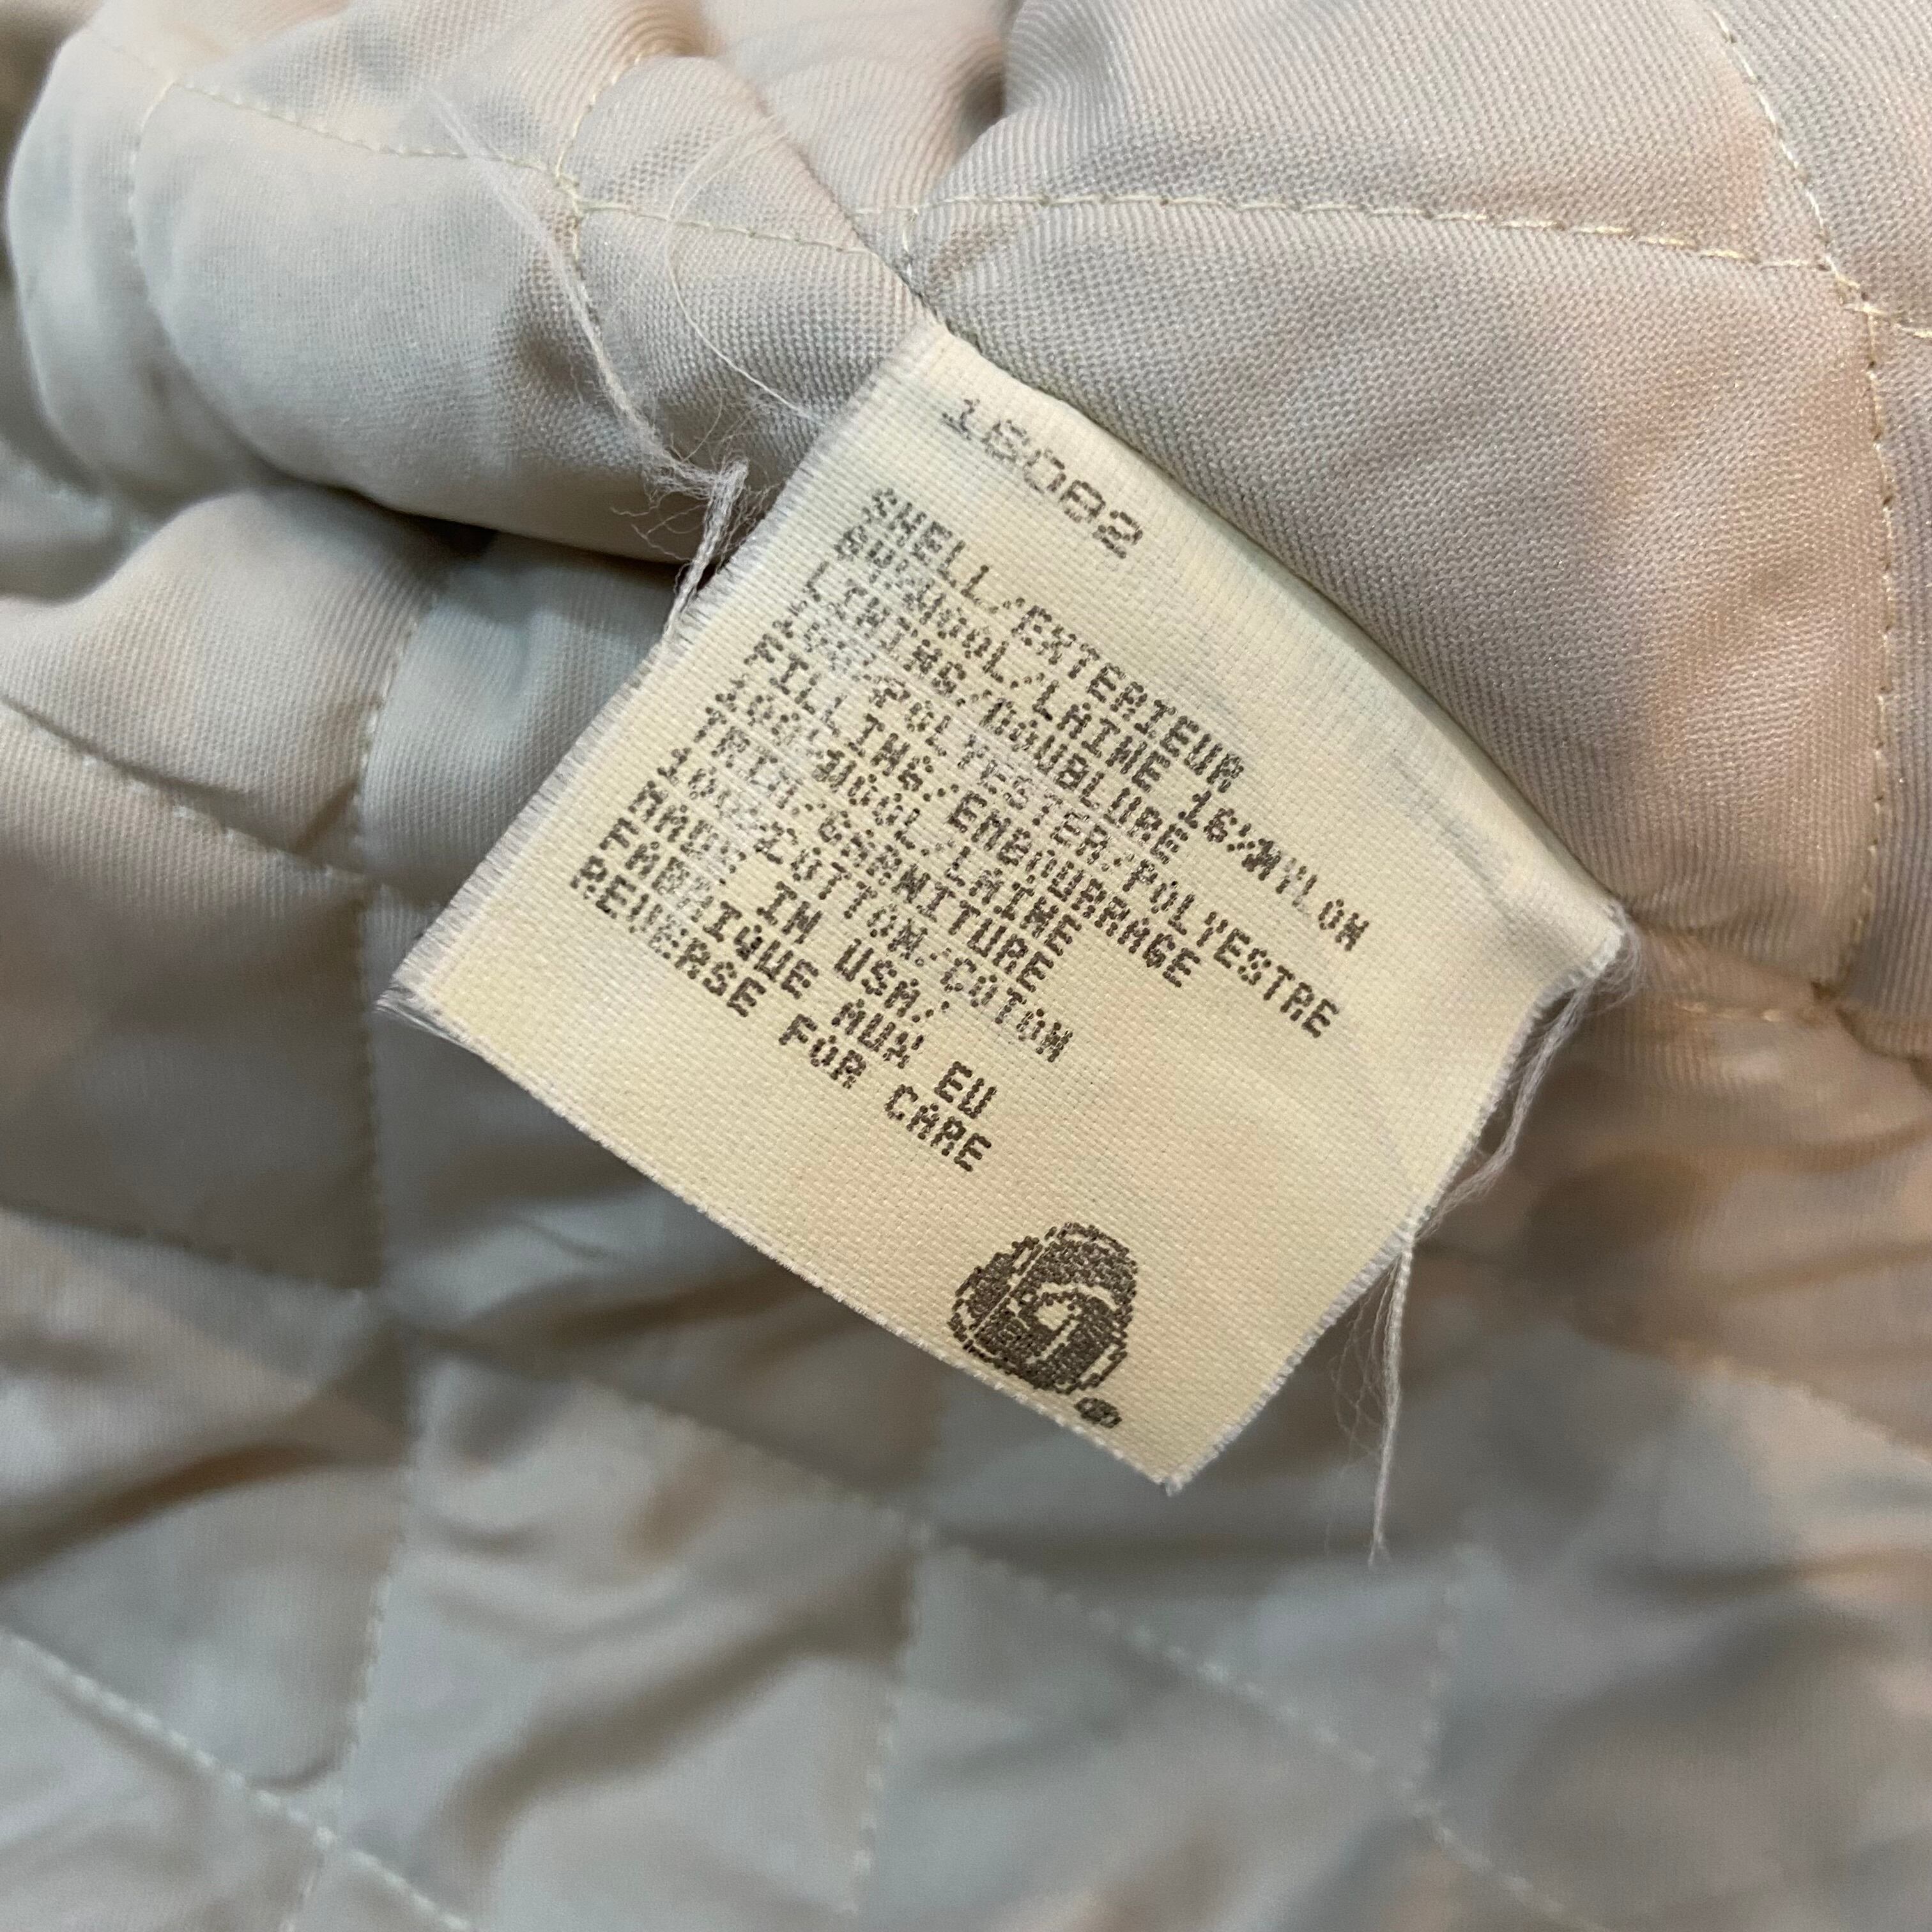 16082
SHELL/EXTERIEUR
84%WOOL/LAINE 16%NYLON
LINING/DOUBLURE
100%POLYESTER/POLYESTRE
FILLING/EMBOURRAGE
100%WOOL/LAINE
TRIM/GARNITURE
100%COTTON/COTON
MADE IN USA/
FABRIQUE AUX EU
REVERSE FOR CARE
®